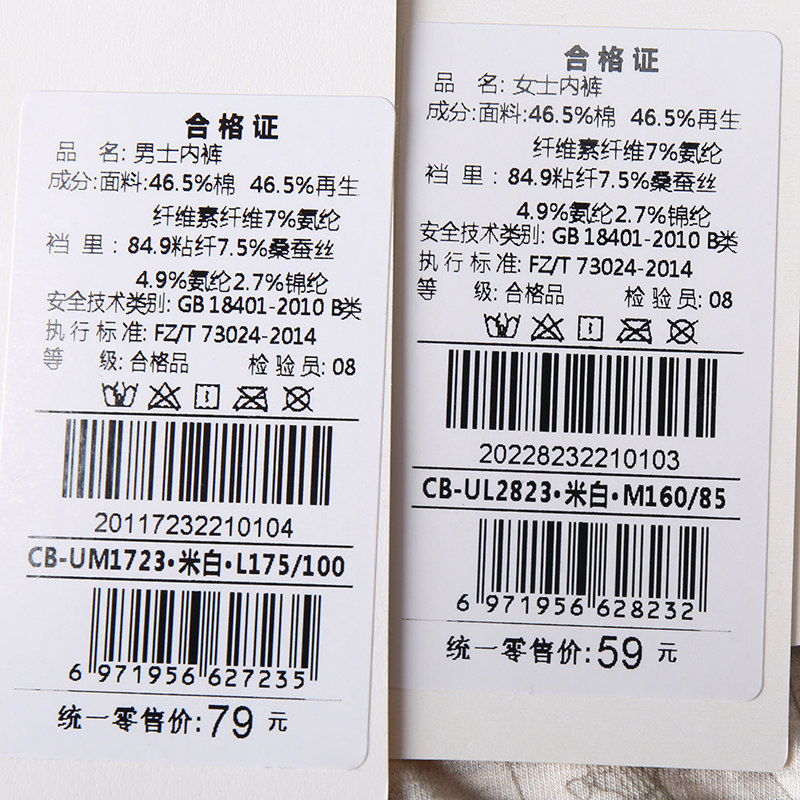 合格证
品 名: 男士内裤
成分:面料:46.5%棉 46.5%再生
纤维素纤维7%氨纶
裆 里 : 84.9粘纤7.5%桑蚕丝
4.9%氨纶2.7%锦纶
安全技术类别: GB 18401-2010 B类
执 行 标 准: FZ/T 73024-2014
等 级: 合格品 检 验 员: 08
20117232210104
CB-UM1723·米白·L175/100
6 971956 627235
统一零售价: 79 元
合格证
品 名: 女士内裤
成分:面料:46.5%棉 46.5%再生
纤维素纤维7%氨纶
裆 里 : 84.9粘纤7.5%桑蚕丝
4.9%氨纶2.7%锦纶
安全技术类别: GB 18401-2010 B类
执 行 标 准: FZ/T 73024-2014
等 级: 合格品 检 验 员: 08
20228232210103
CB-UL2823·米白·M160/85
6 971956 628232
统一零售价: 59 元